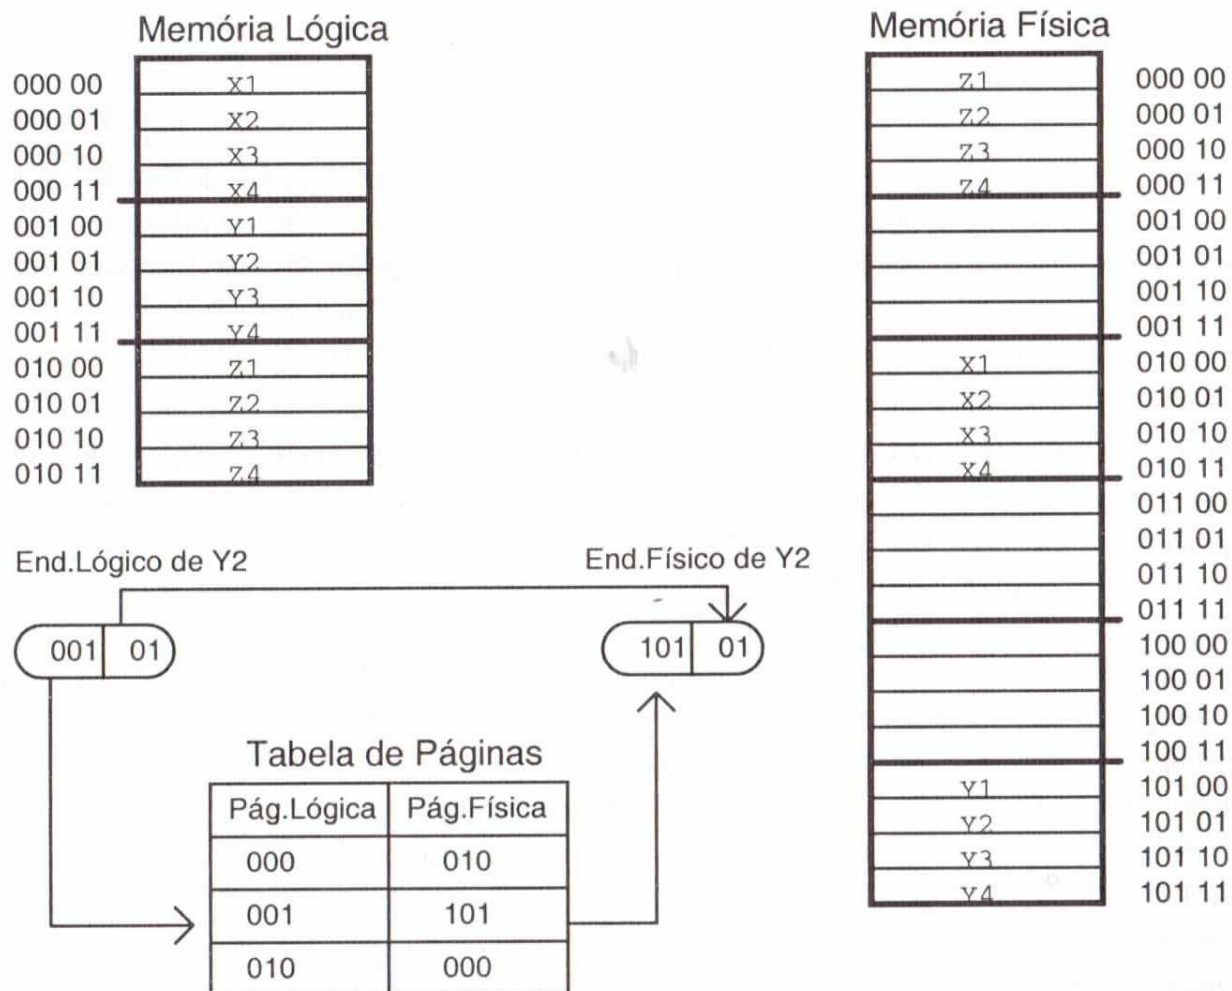 Memória Lógica
000 00 X1
000 01 X2
000 10 X3
000 11 X4
001 00 Y1
001 01 Y2
001 10 Y3
001 11 Y4
010 00 Z1
010 01 Z2
010 10 Z3
010 11 Z4
Memória Física
Z1 000 00
Z2 000 01
Z3 000 10
Z4 000 11
001 00
001 01
001 10
001 11
X1 010 00
X2 010 01
X3 010 10
X4 010 11
011 00
011 01
011 10
011 11
100 00
100 01
100 10
100 11
Y1 101 00
Y2 101 01
Y3 101 10
Y4 101 11
End.Lógico de Y2
001 01
End.Físico de Y2
101 01
Tabela de Páginas
Pág.Lógica Pág.Física
000 010
001 101
010 000